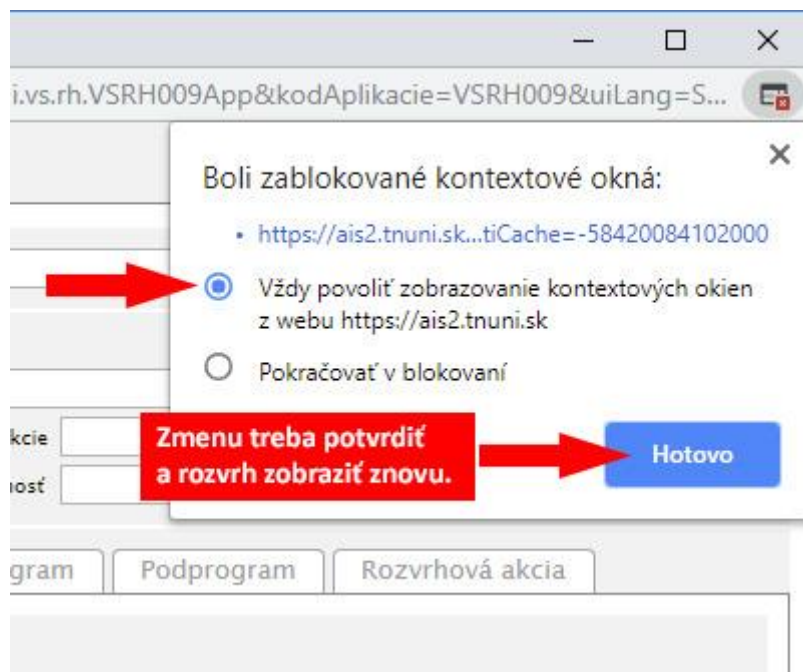 i.vs.rh.VSRH009App&kodAplikacie=VSRH009&uiLang=S...
Boli zablokované kontextové okná:
• https://ais2.tnuni.sk...tiCache=-58420084102000
Vždy povoliť zobrazovanie kontextových okien
z webu https://ais2.tnuni.sk
Pokračovať v blokovaní
kcie
Zmenu treba potvrdiť
a rozvrh zobraziť znovu.
Hotovo
nosť
gram
Podprogram
Rozvrhová akcia